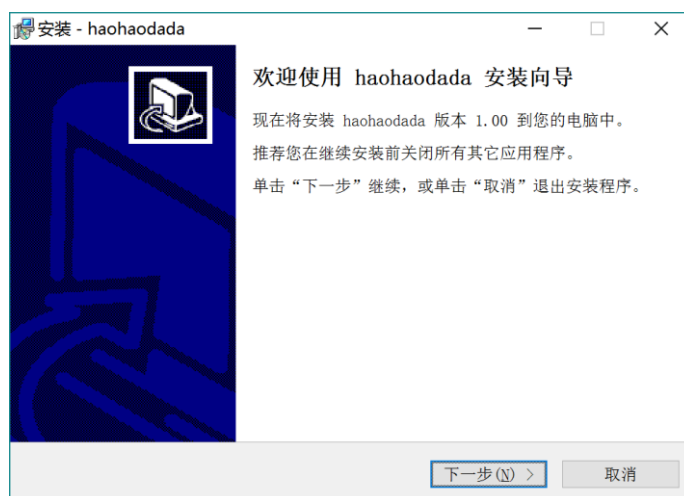 安装 - haohaodada
欢迎使用 haohaodada 安装向导
现在将安装 haohaodada 版本 1.00 到您的电脑中。
推荐您在继续安装前关闭所有其它应用程序。
单击“下一步”继续，或单击“取消”退出安装程序。
下一步(N) >
取消